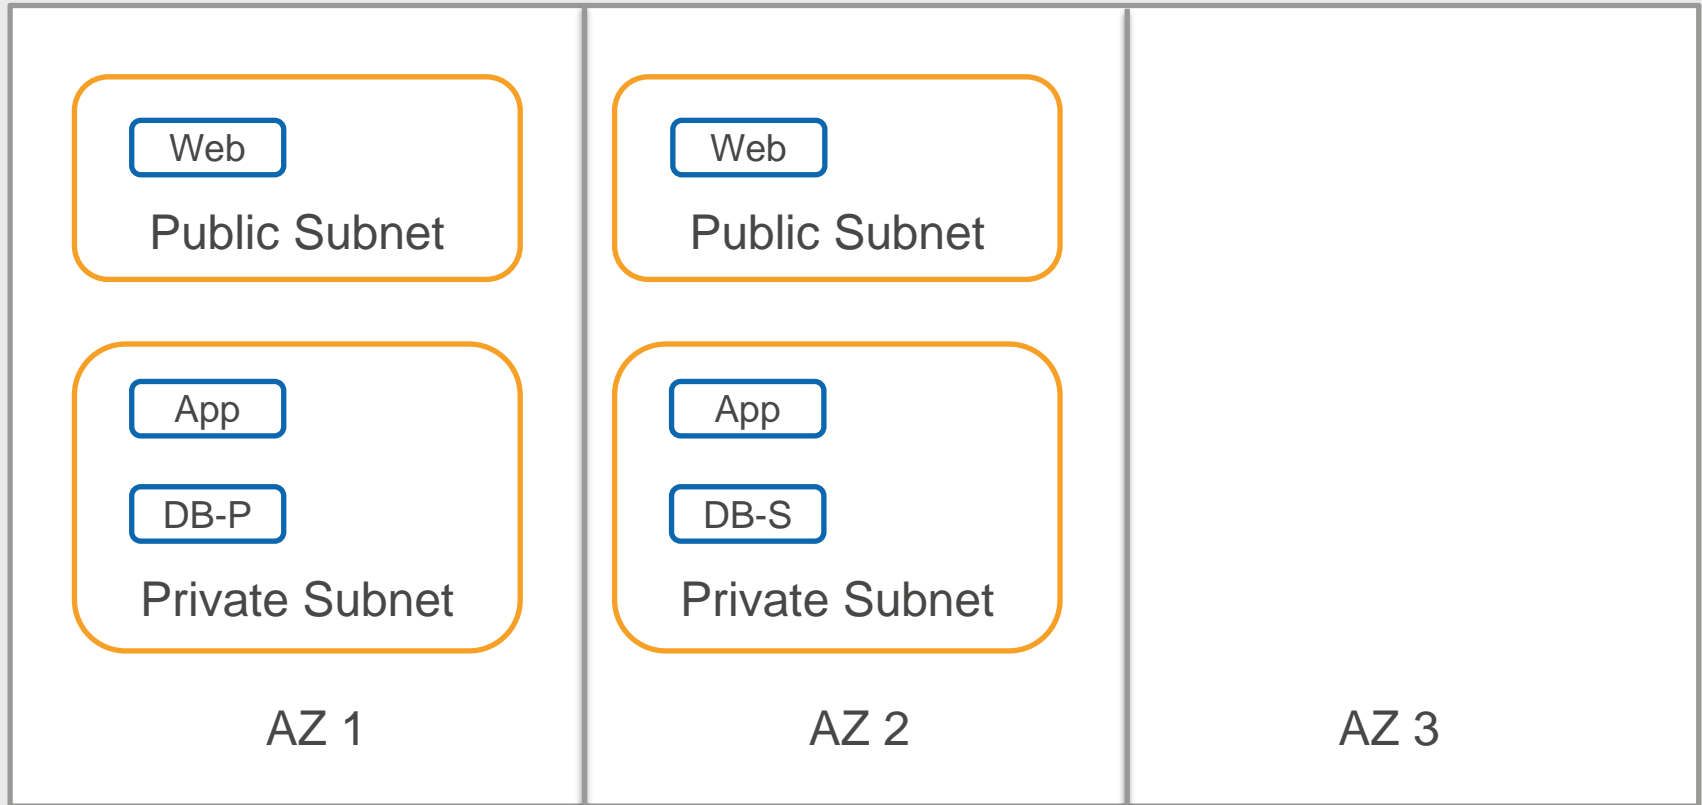 Web
Public Subnet
App
DB-P
Private Subnet
AZ 1
Web
Public Subnet
App
DB-S
Private Subnet
AZ 2
AZ 3